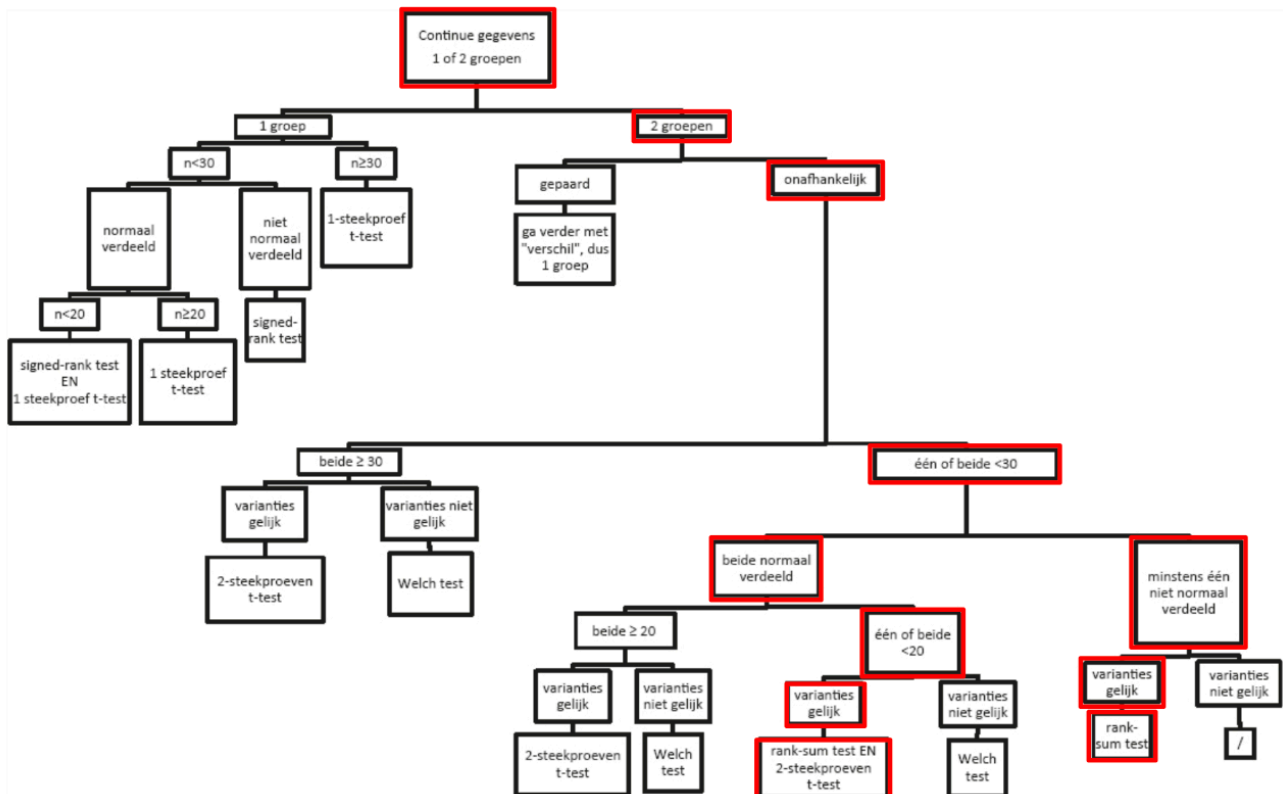 Continue gegevens
1 of 2 groepen
1 groep
2 groepen
n<30
n≥30
gepaard
onafhankelijk
normaal
verdeeld
niet
normaal
verdeeld
1-steekproef
t-test
ga verder met
"verschil", dus
1 groep
n<20
n≥20
signed-
rank test
signed-rank test
EN
1 steekproef t-test
1 steekproef
t-test
beide ≥ 30
één of beide <30
varianties
gelijk
varianties niet
gelijk
2-steekproeven
t-test
Welch test
beide normaal
verdeeld
minstens één
niet normaal
verdeeld
beide ≥ 20
één of beide
<20
varianties
gelijk
varianties
niet gelijk
varianties
gelijk
varianties
niet gelijk
varianties
gelijk
varianties
niet gelijk
2-steekproeven
t-test
Welch
test
rank-sum test EN
2-steekproeven
t-test
Welch
test
rank-
sum test
/